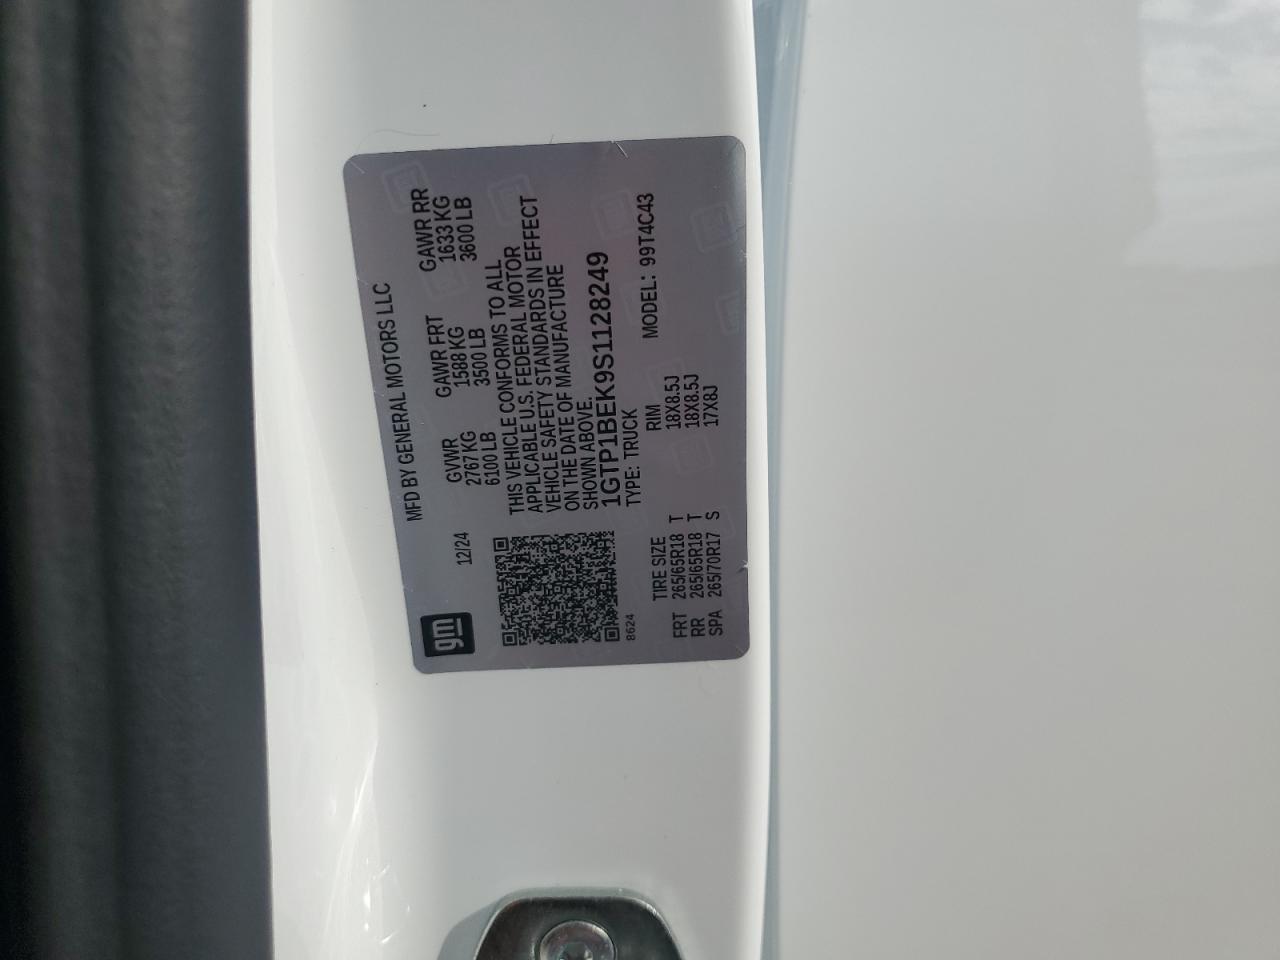 gm
MFD BY GENERAL MOTORS LLC
12/24
GVWR GAWR FRT GAWR RR
2767 KG 1588 KG 1633 KG
6100 LB 3500 LB 3600 LB
THIS VEHICLE CONFORMS TO ALL
APPLICABLE U.S. FEDERAL MOTOR
VEHICLE SAFETY STANDARDS IN EFFECT
ON THE DATE OF MANUFACTURE
SHOWN ABOVE.
1GTP1BEK9S1128249
8624
TYPE: TRUCK MODEL: 99T4C43
TIRE SIZE RIM
FRT 265/65R18 T 18X8.5J
RR 265/65R18 T 18X8.5J
SPA 265/70R17 S 17X8J